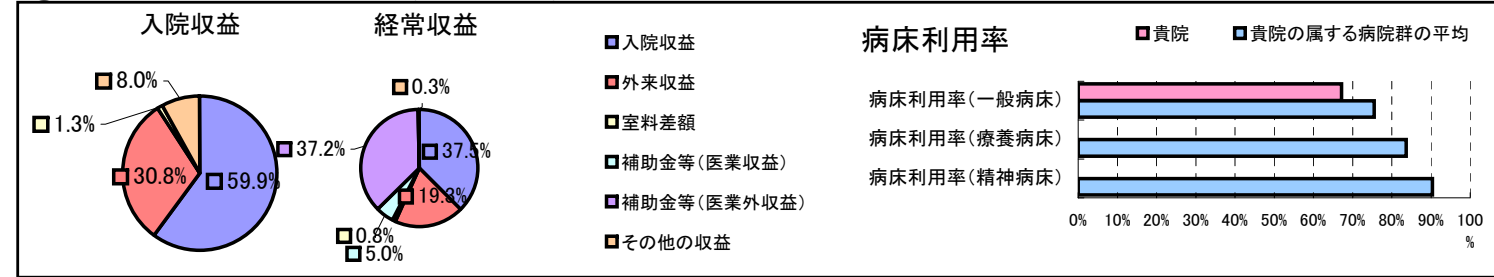 入院収益
8.0%
1.3%
30.8%
59.9%
経常収益
0.3%
37.2%
37.5%
19.3%
0.8%
5.0%
入院収益
外来収益
室料差額
補助金等（医業収益）
補助金等（医業外収益）
その他の収益
病床利用率
貴院 貴院の属する病院群の平均
病床利用率（一般病床）
病床利用率（療養病床）
病床利用率（精神病床）
0% 10% 20% 30% 40% 50% 60% 70% 80% 90% 100
%